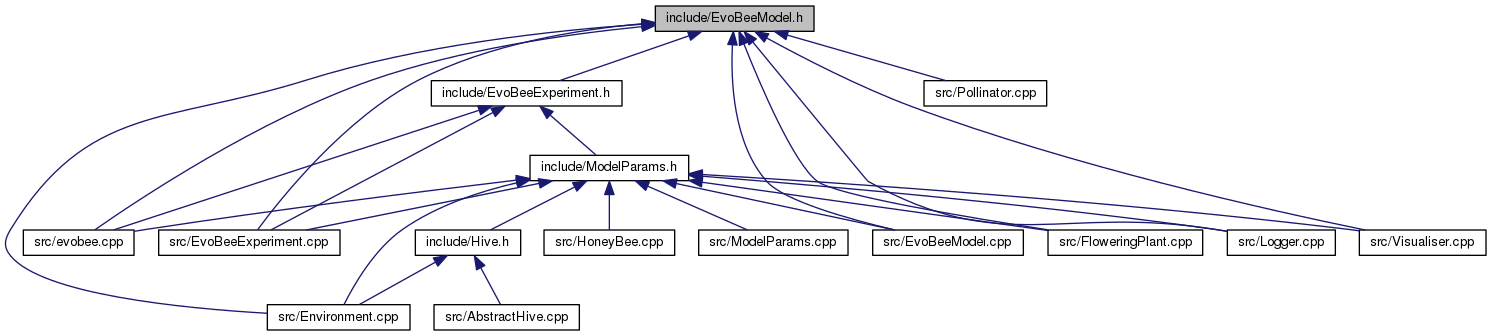 include/EvoBeeModel.h
include/EvoBeeExperiment.h
src/Pollinator.cpp
include/ModelParams.h
src/evobee.cpp
src/EvoBeeExperiment.cpp
include/Hive.h
src/HoneyBee.cpp
src/ModelParams.cpp
src/EvoBeeModel.cpp
src/FloweringPlant.cpp
src/Logger.cpp
src/Visualiser.cpp
src/Environment.cpp
src/AbstractHive.cpp